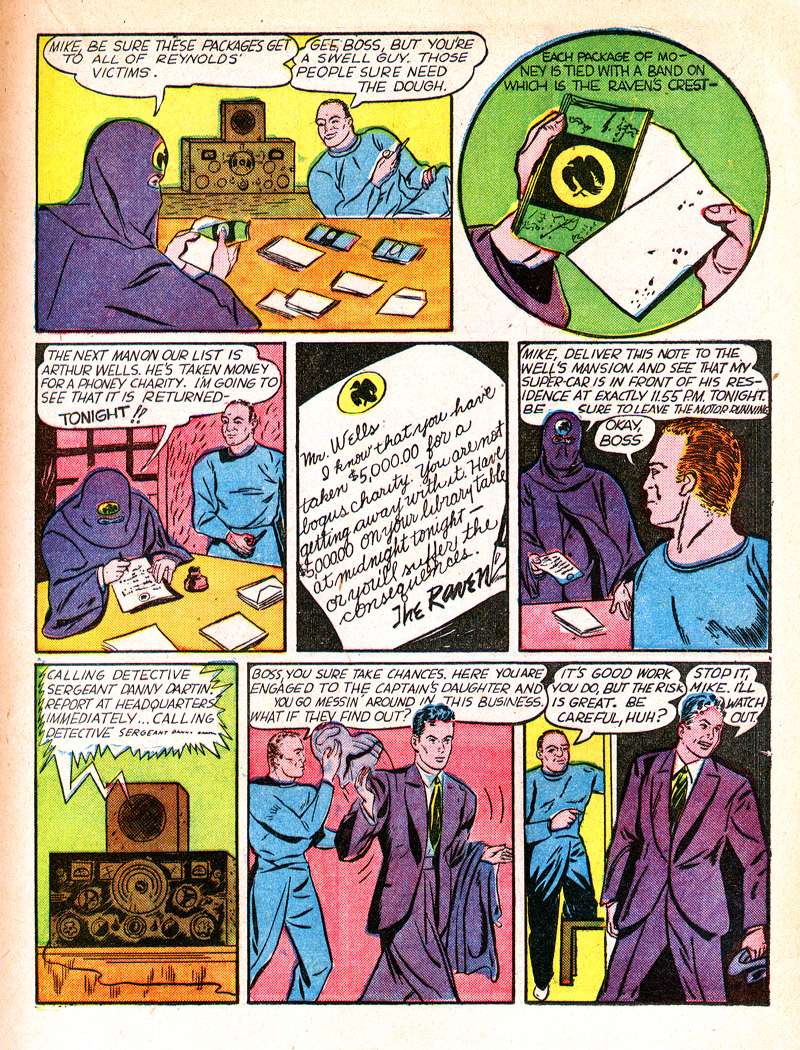 MIKE, BE SURE THESE PACKAGES GET
TO ALL OF REYNOLDS'
VICTIMS.
GEE, BOSS, BUT YOU'RE
A SWELL GUY. THOSE
PEOPLE SURE NEED
THE DOUGH.
EACH PACKAGE OF MO-
NEY IS TIED WITH A BAND ON
WHICH IS THE RAVEN'S CREST-
THE NEXT MAN ON OUR LIST IS
ARTHUR WELLS. HE'S TAKEN MONEY
FOR A PHONEY CHARITY. I'M GOING TO
SEE THAT IT IS RETURNED-
TONIGHT!!
Mr. Wells:
I know that you have
taken $5,000.00 for a
bogus charity. You are not
getting away with it. Have
$5,000.00 on your library table
at midnight tonight—
or you'll suffer the
consequences.
The RAVEN
MIKE, DELIVER THIS NOTE TO THE
WELL'S MANSION. AND SEE THAT MY
SUPER-CAR IS IN FRONT OF HIS RES-
IDENCE AT EXACTLY 11.55 P.M. TONIGHT.
BE SURE TO LEAVE THE MOTOR RUNNING
OKAY,
BOSS
CALLING DETECTIVE
SERGEANT DANNY DARTIN.
REPORT AT HEADQUARTERS
IMMEDIATELY... CALLING
DETECTIVE SERGEANT DANNY
BOSS, YOU SURE TAKE CHANCES. HERE YOU ARE
ENGAGED TO THE CAPTAIN'S DAUGHTER AND
YOU GO MESSIN' AROUND IN THIS BUSINESS.
WHAT IF THEY FIND OUT?
IT'S GOOD WORK
YOU DO, BUT THE RISK
IS GREAT. BE
CAREFUL, HUH?
STOP IT,
MIKE. I'LL
WATCH
OUT.